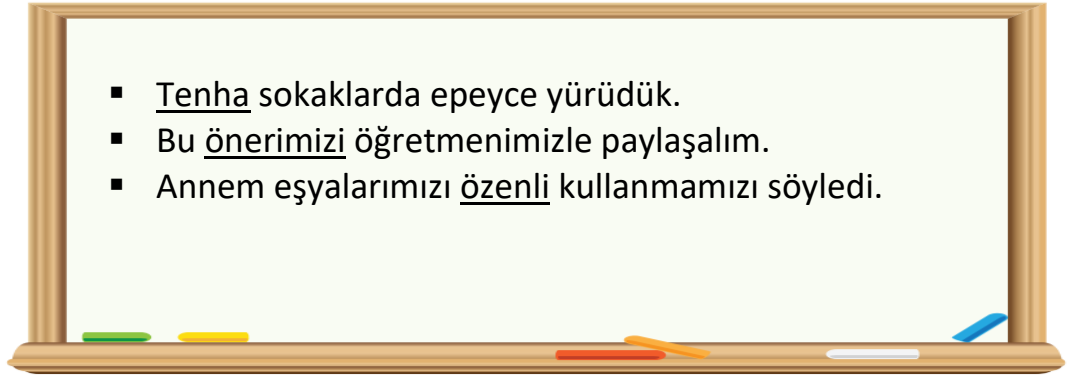 ▪ Tenha sokaklarda epeyce yürüdük.
▪ Bu önerimizi öğretmenimizle paylaşalım.
▪ Annem eşyalarımızı özenli kullanmamızı söyledi.